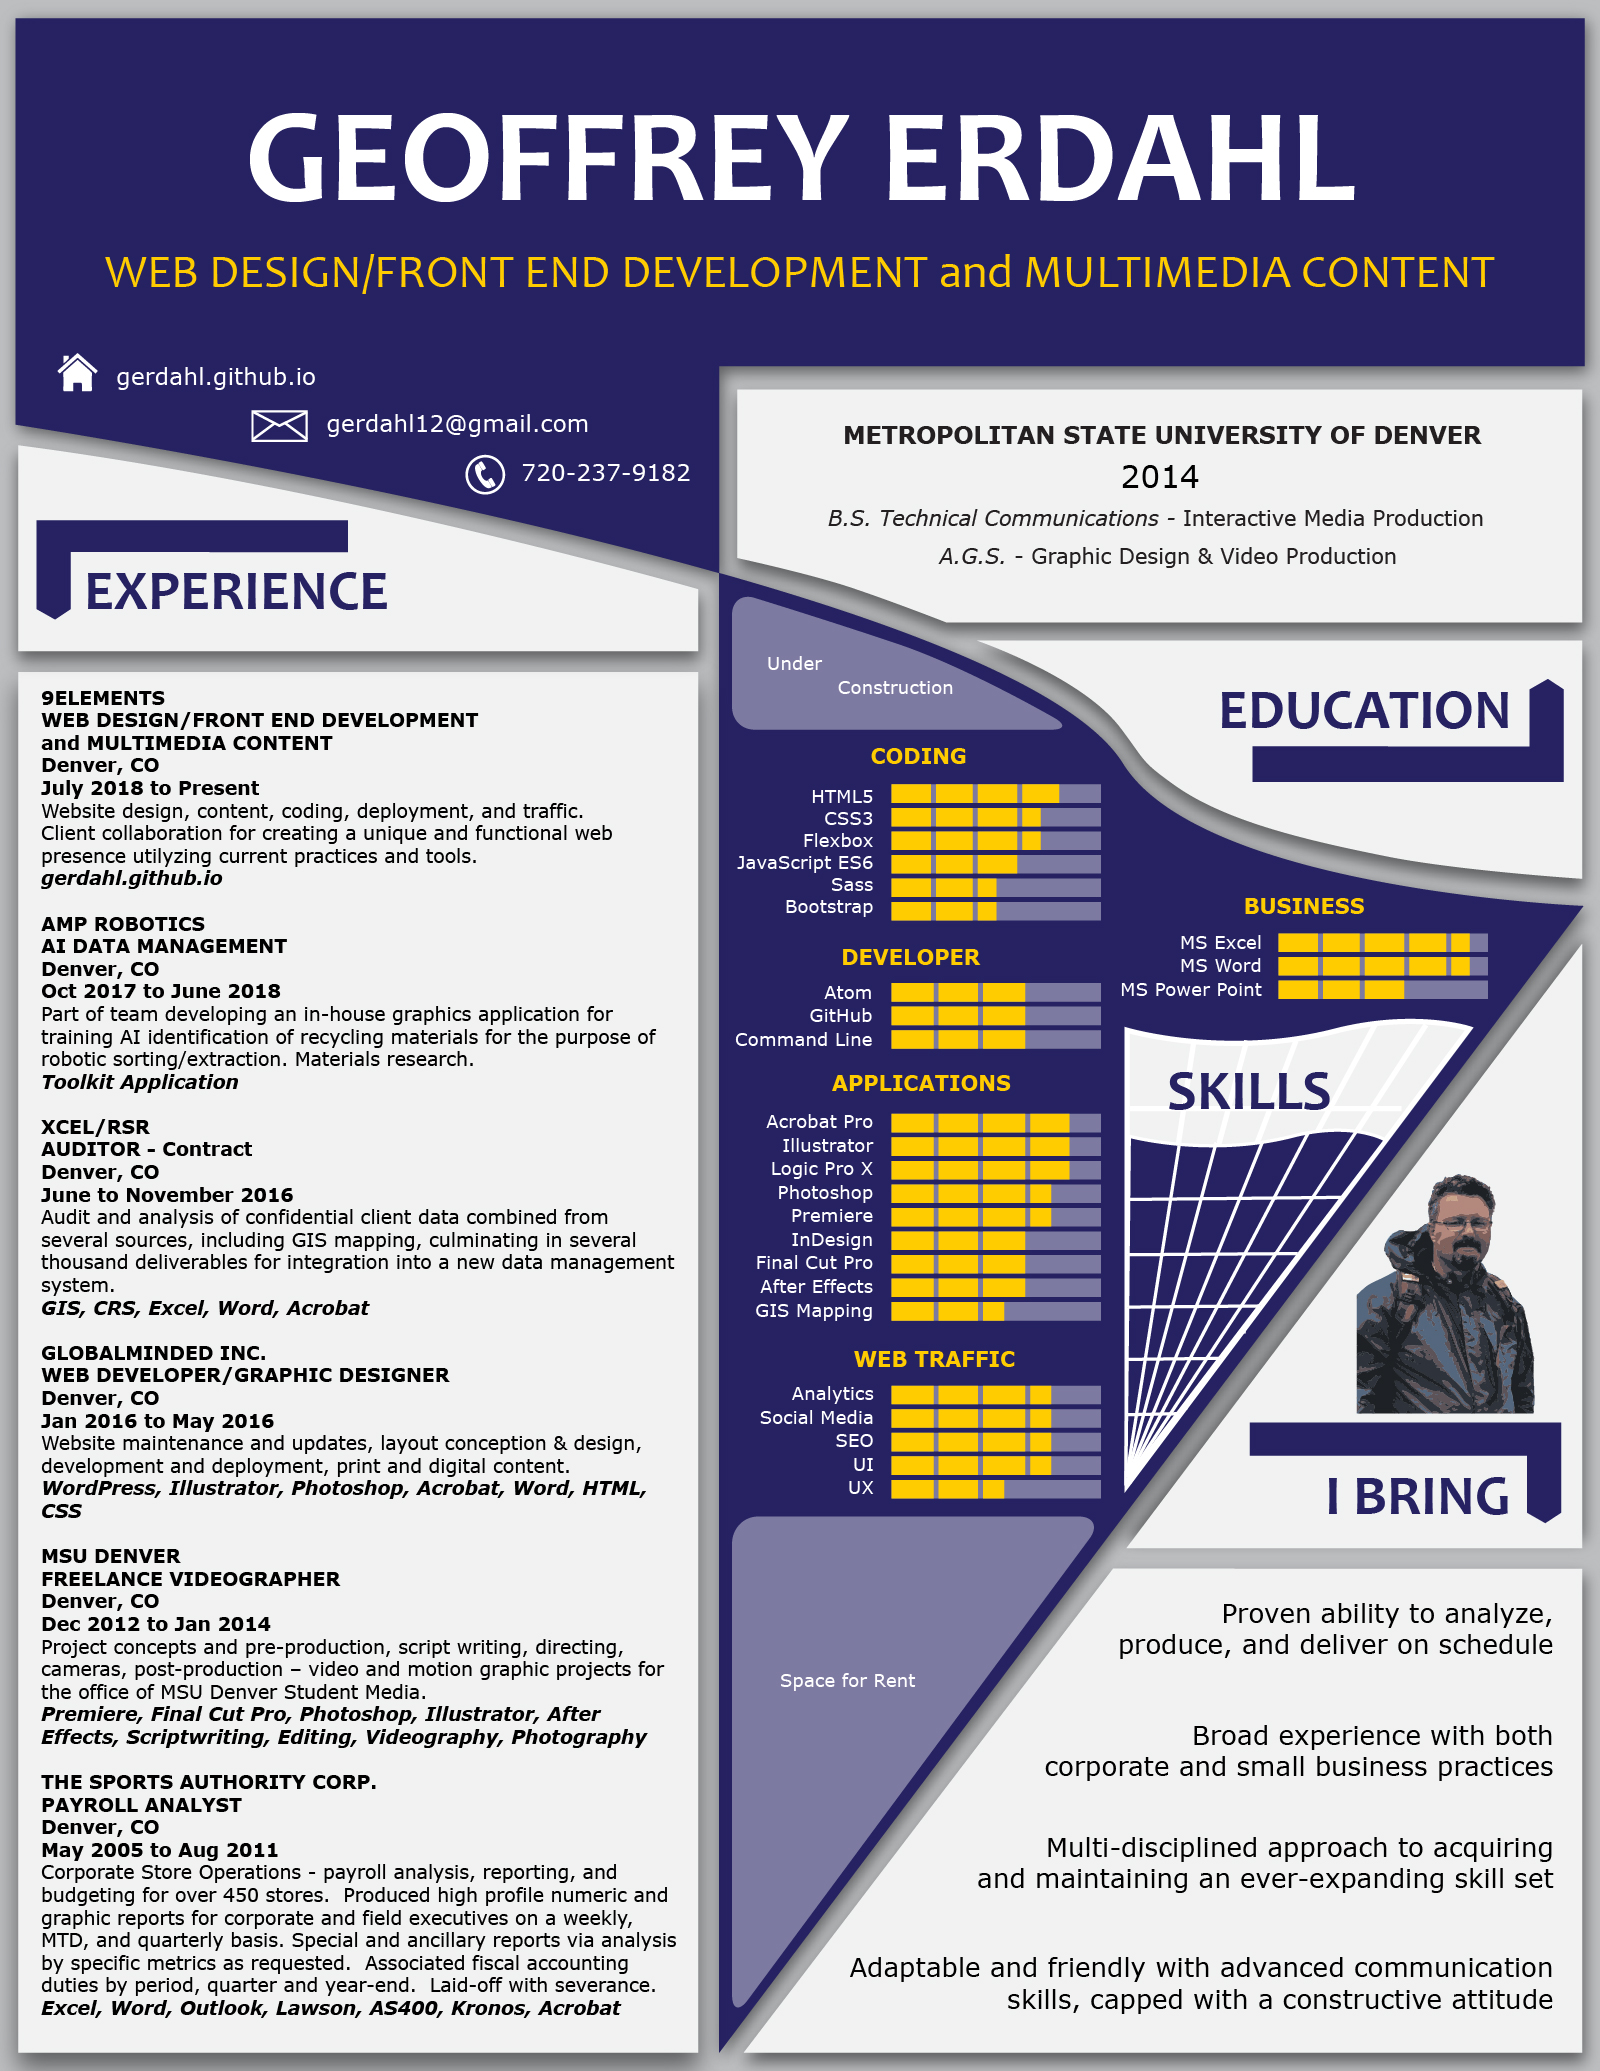 GEOFFREY ERDAHL
WEB DESIGN/FRONT END DEVELOPMENT and MULTIMEDIA CONTENT
gerdahl.github.io
gerdahl12@gmail.com
720-237-9182
EXPERIENCE
9ELEMENTS
WEB DESIGN/FRONT END DEVELOPMENT
and MULTIMEDIA CONTENT
Denver, CO
July 2018 to Present
Website design, content, coding, deployment, and traffic.
Client collaboration for creating a unique and functional web
presence utilyzing current practices and tools.
gerdahl.github.io
AMP ROBOTICS
AI DATA MANAGEMENT
Denver, CO
Oct 2017 to June 2018
Part of team developing an in-house graphics application for
training AI identification of recycling materials for the purpose of
robotic sorting/extraction. Materials research.
Toolkit Application
XCEL/RSR
AUDITOR - Contract
Denver, CO
June to November 2016
Audit and analysis of confidential client data combined from
several sources, including GIS mapping, culminating in several
thousand deliverables for integration into a new data management
system.
GIS, CRS, Excel, Word, Acrobat
GLOBALMINDED INC.
WEB DEVELOPER/GRAPHIC DESIGNER
Denver, CO
Jan 2016 to May 2016
Website maintenance and updates, layout conception & design,
development and deployment, print and digital content.
WordPress, Illustrator, Photoshop, Acrobat, Word, HTML,
CSS
MSU DENVER
FREELANCE VIDEOGRAPHER
Denver, CO
Dec 2012 to Jan 2014
Project concepts and pre-production, script writing, directing,
cameras, post-production – video and motion graphic projects for
the office of MSU Denver Student Media.
Premiere, Final Cut Pro, Photoshop, Illustrator, After
Effects, Scriptwriting, Editing, Videography, Photography
THE SPORTS AUTHORITY CORP.
PAYROLL ANALYST
Denver, CO
May 2005 to Aug 2011
Corporate Store Operations - payroll analysis, reporting, and
budgeting for over 450 stores.  Produced high profile numeric and
graphic reports for corporate and field executives on a weekly,
MTD, and quarterly basis. Special and ancillary reports via analysis
by specific metrics as requested.  Associated fiscal accounting
duties by period, quarter and year-end.  Laid-off with severance.
Excel, Word, Outlook, Lawson, AS400, Kronos, Acrobat
METROPOLITAN STATE UNIVERSITY OF DENVER
2014
B.S. Technical Communications - Interactive Media Production
A.G.S. - Graphic Design & Video Production
EDUCATION
Under
Construction
CODING
HTML5
CSS3
Flexbox
JavaScript ES6
Sass
Bootstrap
DEVELOPER
Atom
GitHub
Command Line
APPLICATIONS
Acrobat Pro
Illustrator
Logic Pro X
Photoshop
Premiere
InDesign
Final Cut Pro
After Effects
GIS Mapping
WEB TRAFFIC
Analytics
Social Media
SEO
UI
UX
BUSINESS
MS Excel
MS Word
MS Power Point
SKILLS
Space for Rent
I BRING
Proven ability to analyze,
produce, and deliver on schedule
Broad experience with both
corporate and small business practices
Multi-disciplined approach to acquiring
and maintaining an ever-expanding skill set
Adaptable and friendly with advanced communication
skills, capped with a constructive attitude